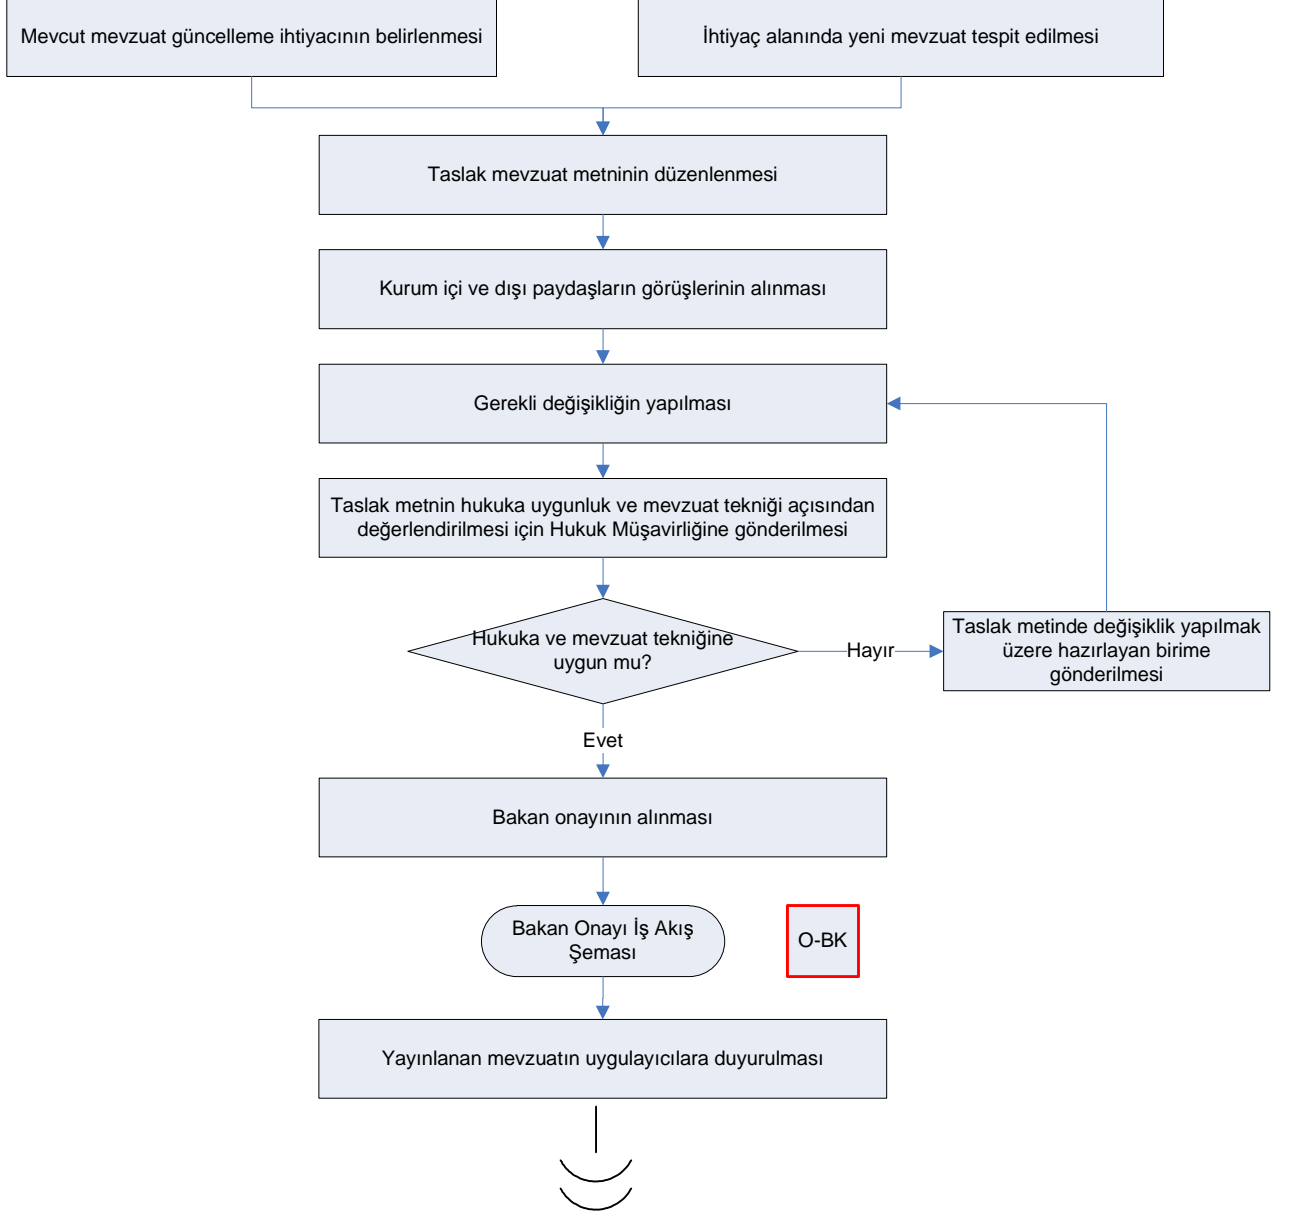 Mevcut mevzuat güncelleme ihtiyacının belirlenmesi
İhtiyaç alanında yeni mevzuat tespit edilmesi
Taslak mevzuat metninin düzenlenmesi
Kurum içi ve dışı paydaşların görüşlerinin alınması
Gerekli değişikliğin yapılması
Taslak metnin hukuka uygunluk ve mevzuat tekniği açısından
değerlendirilmesi için Hukuk Müşavirliğine gönderilmesi
Hukuka ve mevzuat tekniğine
uygun mu?
Hayır
Taslak metinde değişiklik yapılmak
üzere hazırlayan birime
gönderilmesi
Evet
Bakan onayının alınması
Bakan Onayı İş Akış
Şeması
O-BK
Yayınlanan mevzuatın uygulayıcılara duyurulması